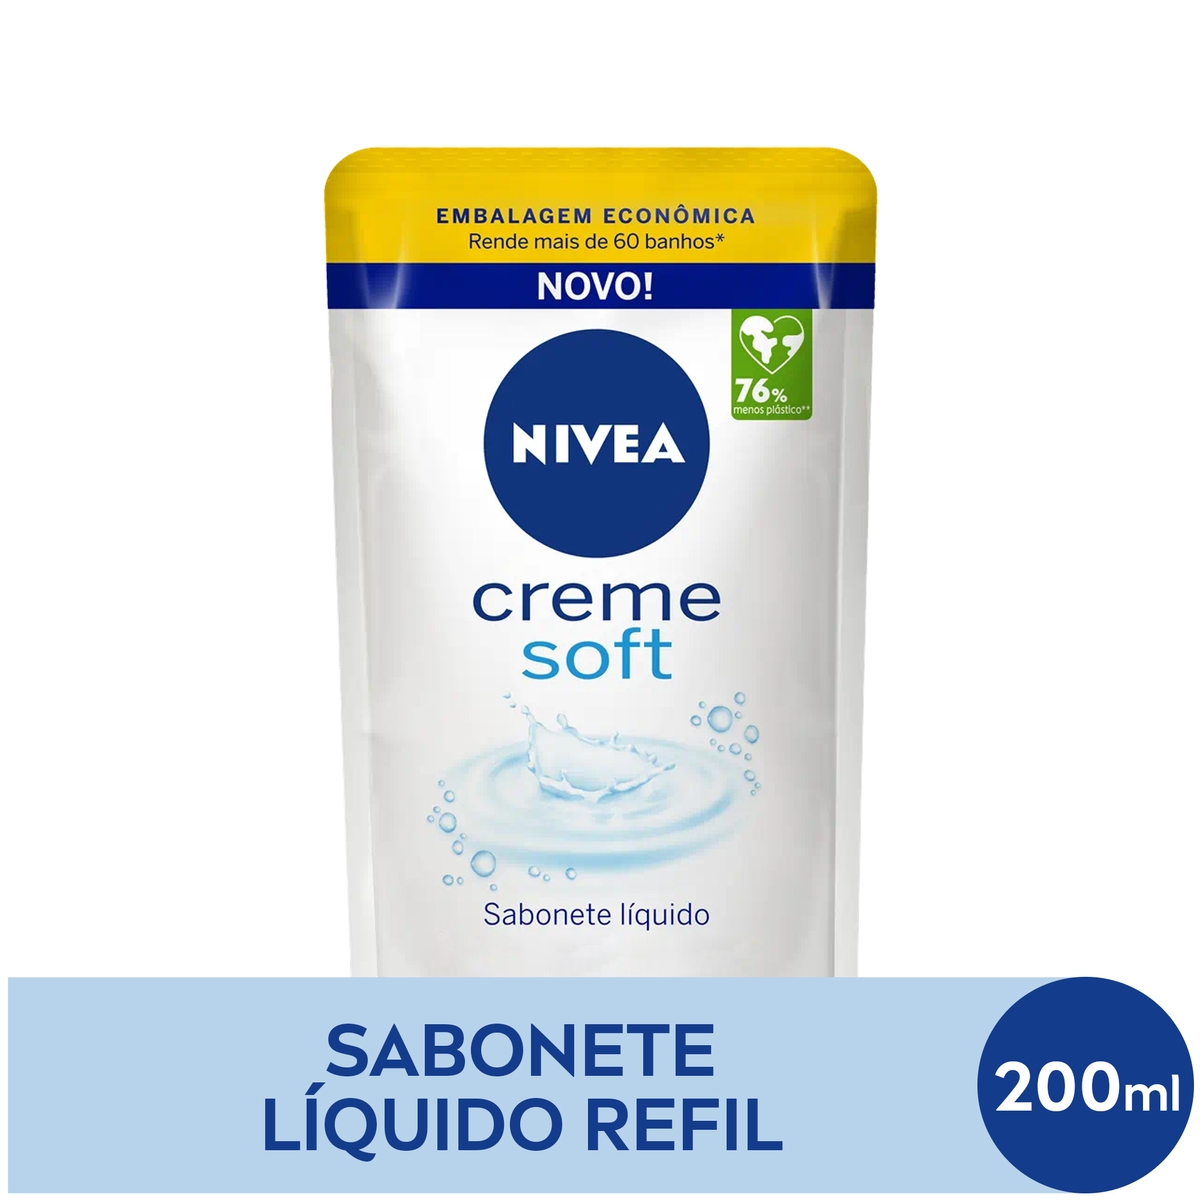 EMBALAGEM ECONÔMICA
Rende mais de 60 banhos*
NOVO!
76%
menos plástico**
NIVEA
creme
soft
Sabonete líquido
SABONETE
LÍQUIDO REFIL
200ml